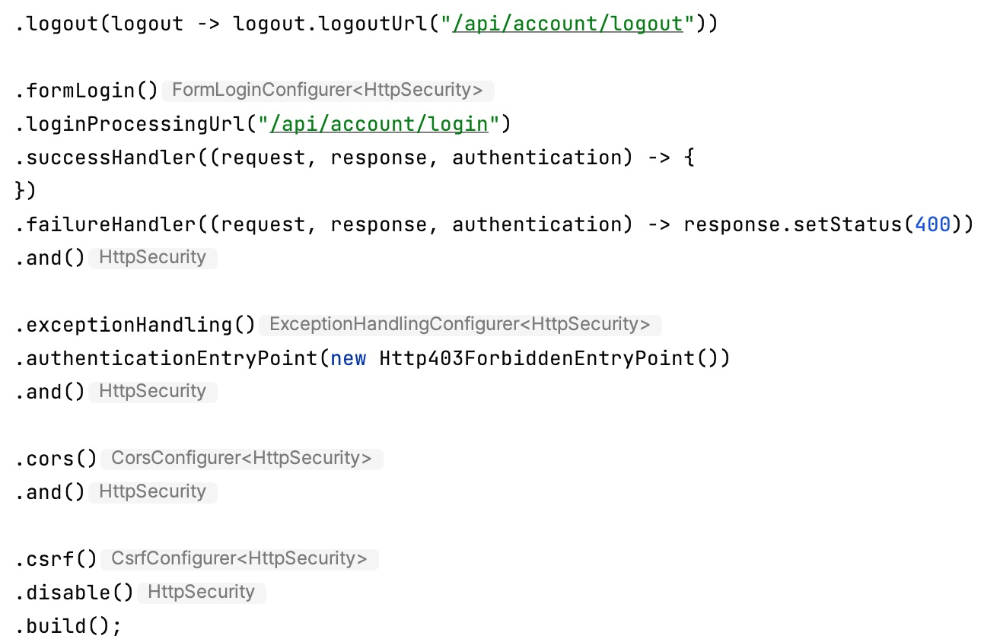 .logout(logout -> logout.logoutUrl("/api/account/logout"))
.formLogin() FormLoginConfigurer<HttpSecurity>
.loginProcessingUrl("/api/account/login")
.successHandler((request, response, authentication) -> {
})
.failureHandler((request, response, authentication) -> response.setStatus(400))
.and() HttpSecurity
.exceptionHandling() ExceptionHandlingConfigurer<HttpSecurity>
.authenticationEntryPoint(new Http403ForbiddenEntryPoint())
.and() HttpSecurity
.cors() CorsConfigurer<HttpSecurity>
.and() HttpSecurity
.csrf() CsrfConfigurer<HttpSecurity>
.disable() HttpSecurity
.build();